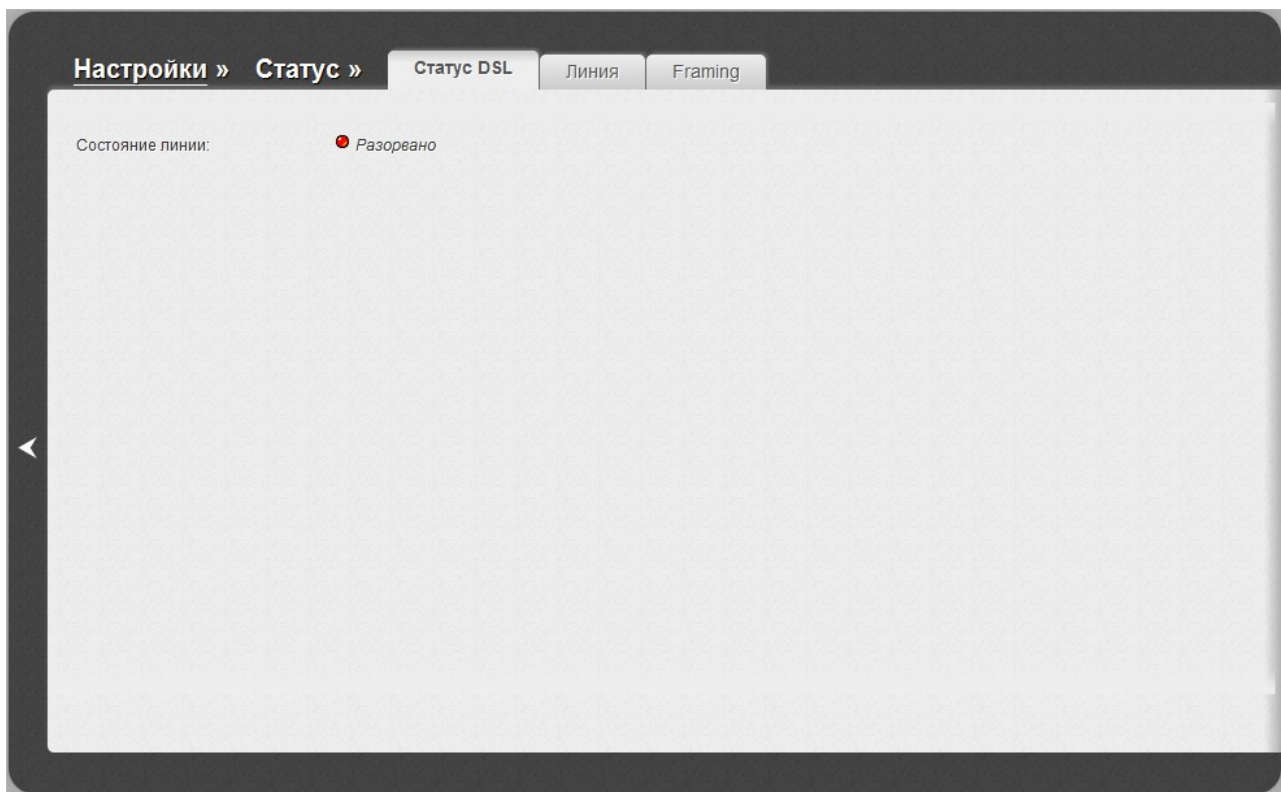 Настройки » Статус » Статус DSL Линия Framing
Состояние линии: Разорвано